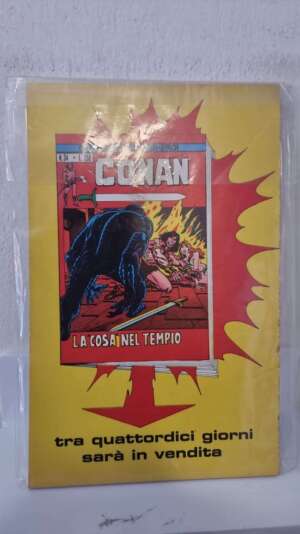 CONAN
LA COSA NEL TEMPIO
tra quattordici giorni
sarà in vendita